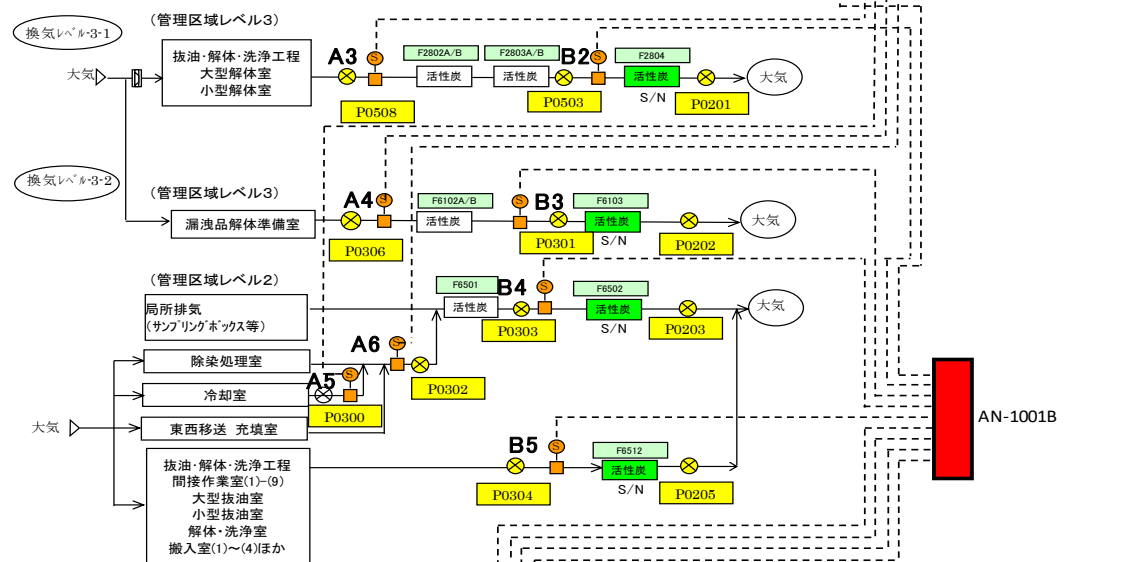 (管理区域レベル3)
換気レベル-3-1
大気
抜油・解体・洗浄工程
大型解体室
小型解体室
A3
S
F2802A/B
活性炭
F2803A/B
活性炭
B2
S
F2804
活性炭
S/N
大気
P0508
P0503
P0201
換気レベル-3-2
(管理区域レベル3)
漏洩品解体準備室
A4
S
F6102A/B
活性炭
S
B3
F6103
活性炭
S/N
大気
P0306
P0301
P0202
(管理区域レベル2)
局所排気
(サンプリングボックス等)
F6501
活性炭
B4
S
F6502
活性炭
S/N
大気
P0303
P0203
除染処理室
A6
S
P0302
冷却室
A5
S
P0300
大気
東西移送 充填室
AN-1001B
抜油・解体・洗浄工程
間接作業室(1)-(9)
大型抜油室
小型抜油室
解体・洗浄室
搬入室(1)～(4)ほか
B5
S
F6512
活性炭
S/N
P0304
P0205